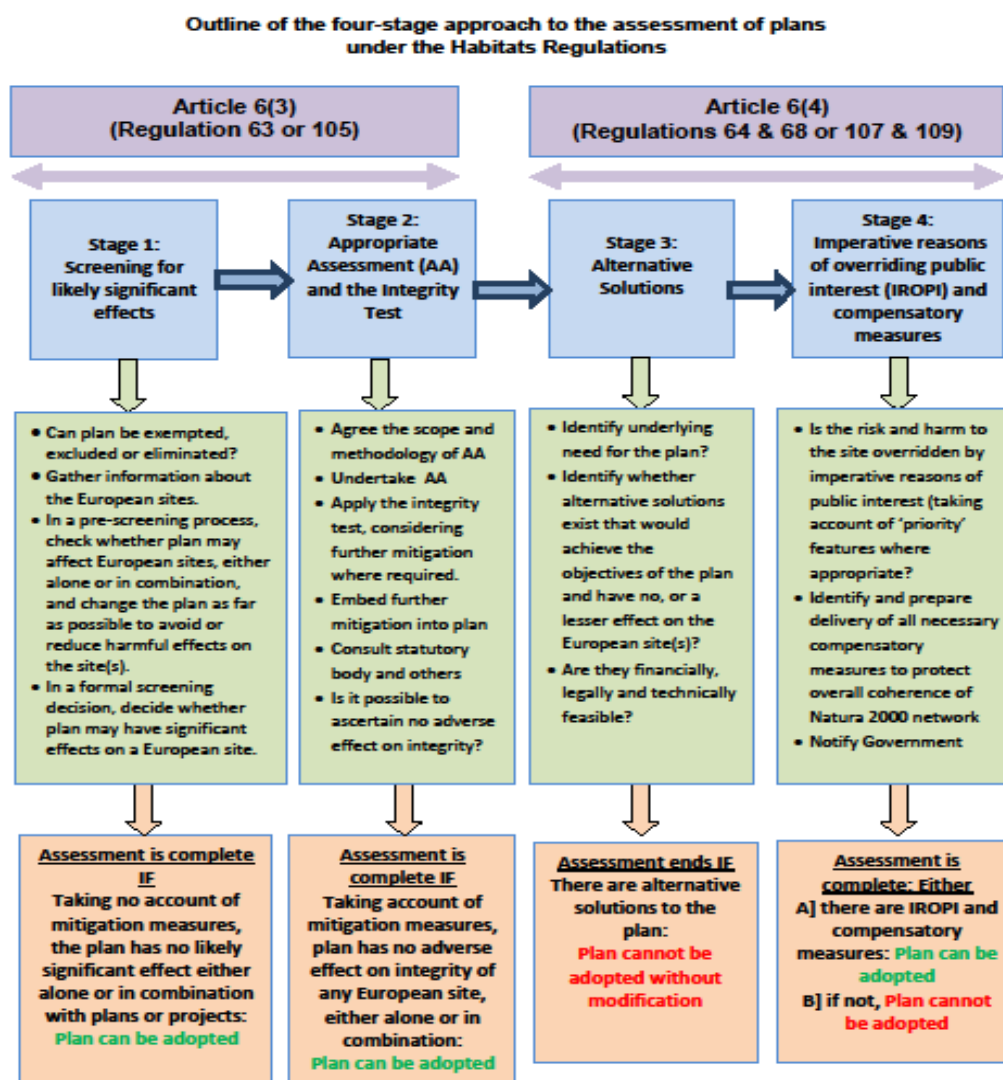 Outline of the four-stage approach to the assessment of plans
under the Habitats Regulations
Article 6(3)
(Regulation 63 or 105)
Article 6(4)
(Regulations 64 & 68 or 107 & 109)
Stage 1:
Screening for
likely significant
effects
Stage 2:
Appropriate
Assessment (AA)
and the Integrity
Test
Stage 3:
Alternative
Solutions
Stage 4:
Imperative reasons
of overriding public
interest (IROPI) and
compensatory
measures
• Can plan be exempted,
excluded or eliminated?
• Gather information about
the European sites.
• In a pre-screening process,
check whether plan may
affect European sites, either
alone or in combination,
and change the plan as far
as possible to avoid or
reduce harmful effects on
the site(s).
• In a formal screening
decision, decide whether
plan may have significant
effects on a European site.
• Agree the scope and
methodology of AA
• Undertake AA
• Apply the integrity
test, considering
further mitigation
where required.
• Embed further
mitigation into plan
• Consult statutory
body and others
• Is it possible to
ascertain no adverse
effect on integrity?
• Identify underlying
need for the plan?
• Identify whether
alternative solutions
exist that would
achieve the
objectives of the plan
and have no, or a
lesser effect on the
European site(s)?
• Are they financially,
legally and technically
feasible?
• Is the risk and harm to
the site overridden by
imperative reasons of
public interest (taking
account of ‘priority’
features where
appropriate?
• Identify and prepare
delivery of all necessary
compensatory
measures to protect
overall coherence of
Natura 2000 network
• Notify Government
Assessment is complete
IF
Taking no account of
mitigation measures,
the plan has no likely
significant effect either
alone or in combination
with plans or projects:
Plan can be adopted
Assessment is
complete IF
Taking account of
mitigation measures,
plan has no adverse
effect on integrity of
any European site,
either alone or in
combination:
Plan can be adopted
Assessment ends IF
There are alternative
solutions to the
plan:
Plan cannot be
adopted without
modification
Assessment is
complete: Either
A] there are IROPI and
compensatory
measures: Plan can be
adopted
B] if not, Plan cannot
be adopted